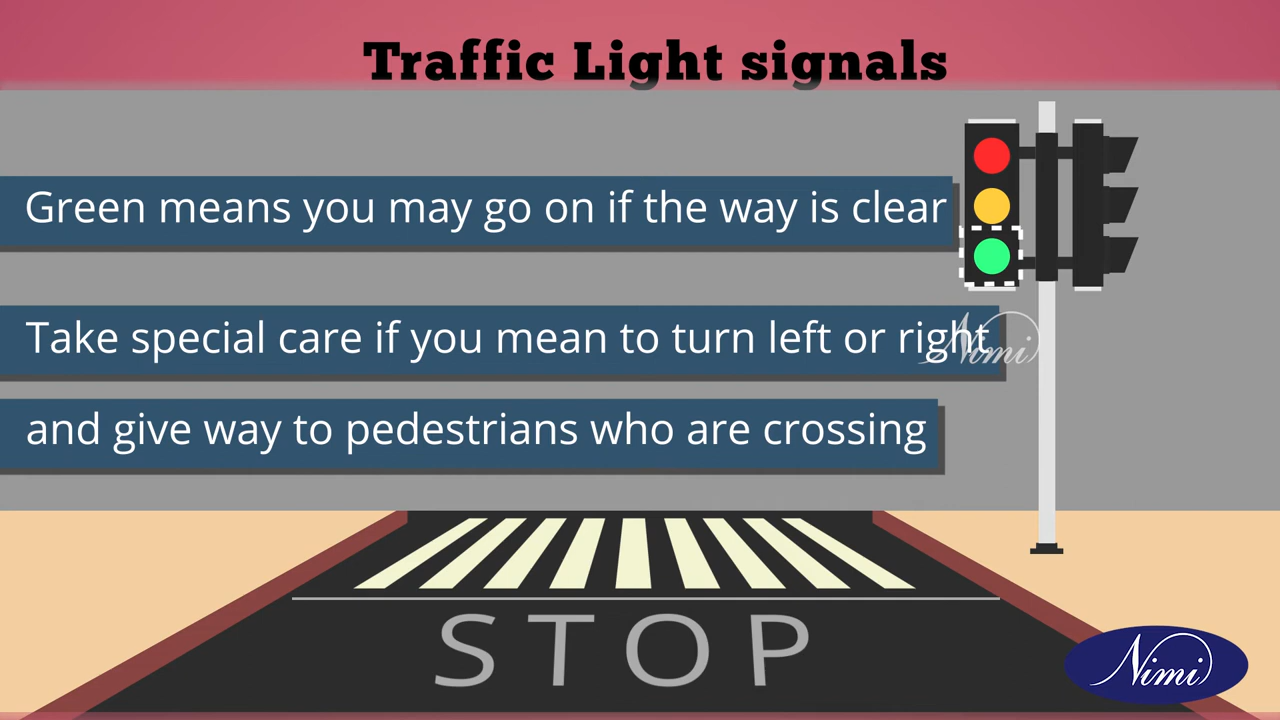 Traffic Light signals
Green means you may go on if the way is clear
Take special care if you mean to turn left or right
Nimi
and give way to pedestrians who are crossing
STOP
Nimi